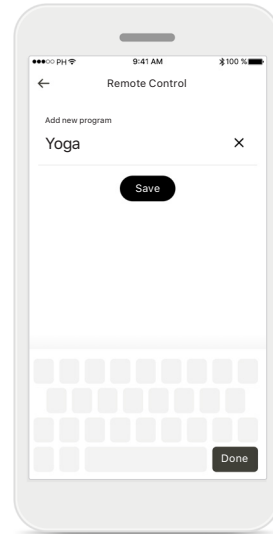 ●●●○○ PH 9:41 AM 100 %
Remote Control
Add new program
Yoga
Save
Done